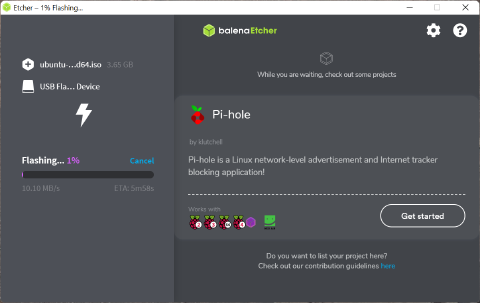 Etcher – 1% Flashing...
balenaEtcher
ubuntu-...d64.iso 3.65 GB
USB Fla... Device
While you are waiting, check out some projects
Pi-hole
by klutchell
Flashing... 1% Cancel
Pi-hole is a Linux network-level advertisement and Internet tracker
blocking application!
10.10 MB/s ETA: 5m58s
Works with
Get started
Do you want to list your project here?
Check out our contribution guidelines here